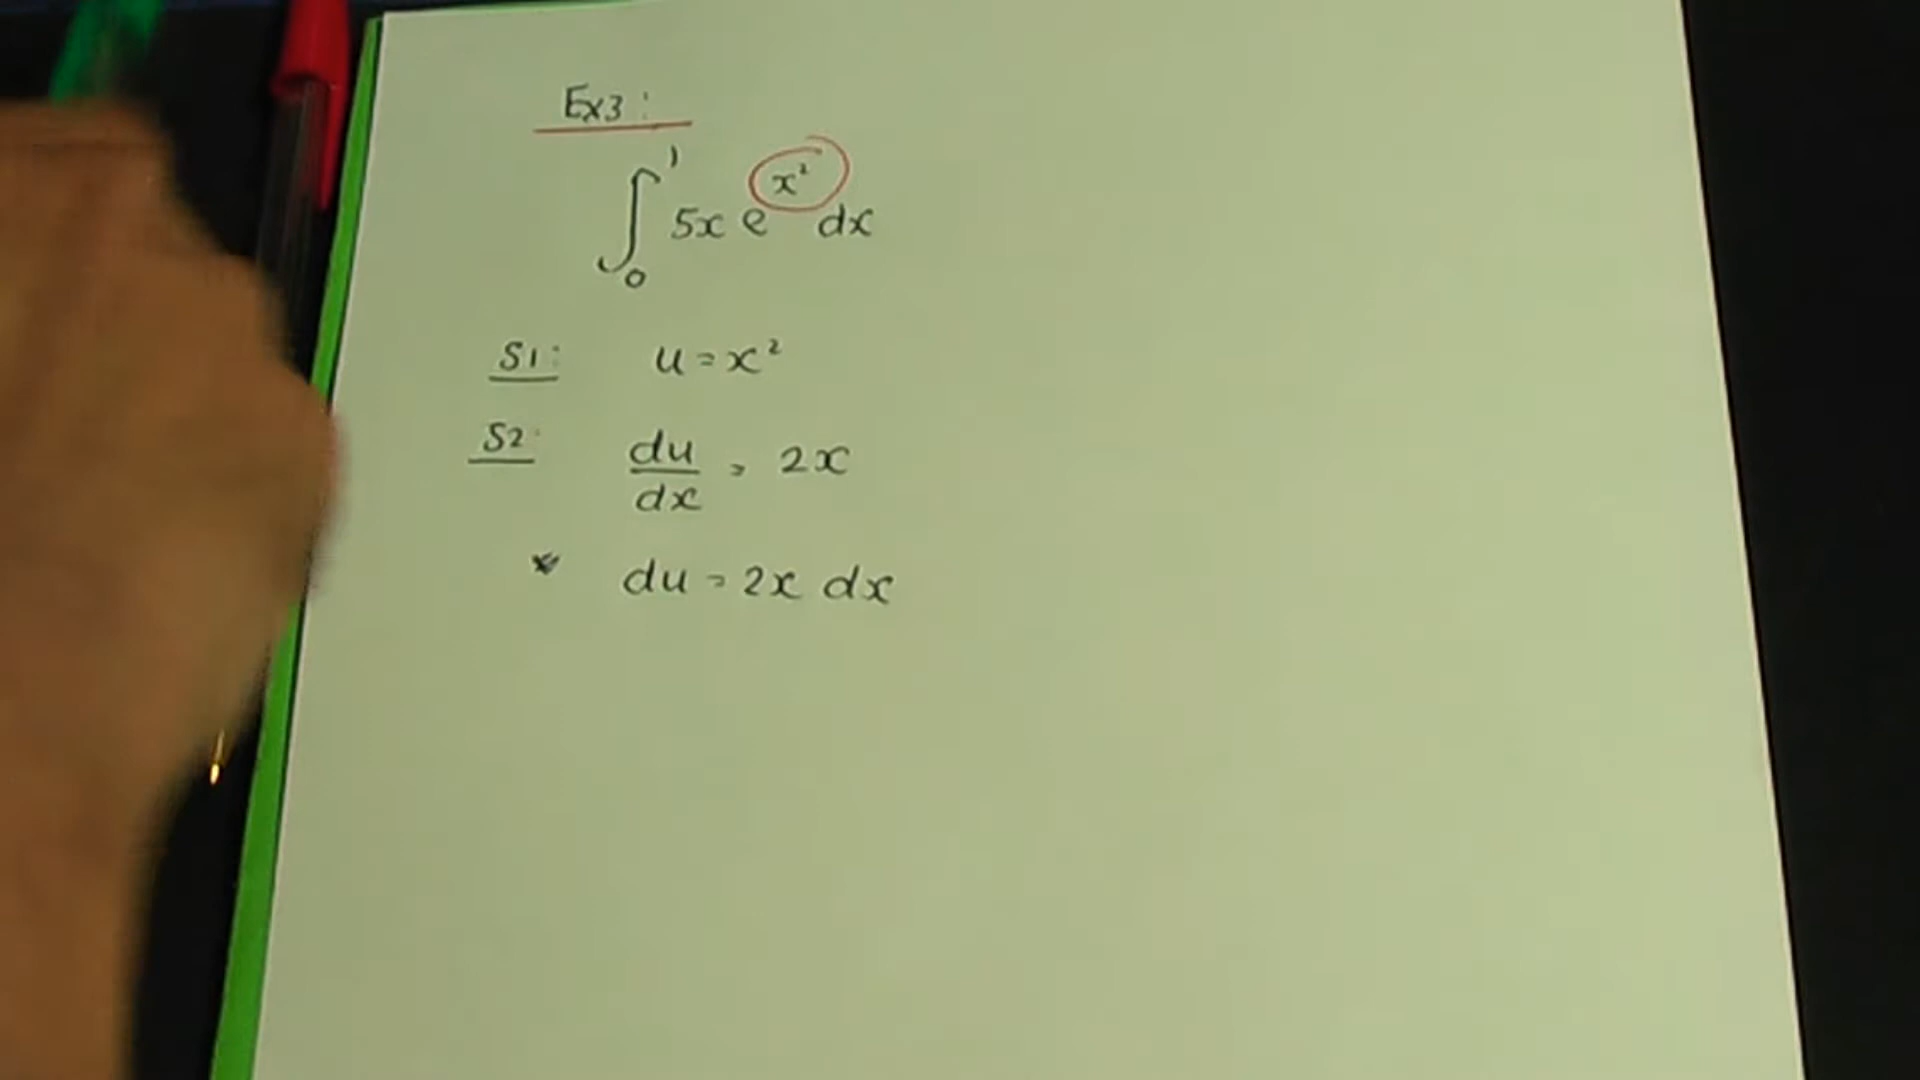 Ex3:
∫₀¹ 5x e^{x²} dx
S1: u = x²
S2: du/dx = 2x
* du = 2x dx